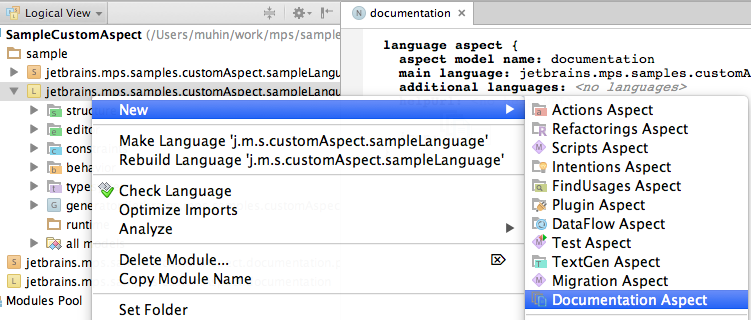 Logical View
documentation
SampleCustomAspect (/Users/muhin/work/mps/sample
sample
jetbrains.mps.samples.customAspect.sampleLangu
jetbrains.mps.samples.customAspect.sampleLangu
language aspect {
aspect model name: documentation
main language: jetbrains.mps.samples.customA
additional languages: <no languages>
struc
edito
const
beha
type
gene
runti
all m
jetbrains.m
jetbrains.m
Modules Pool
New
Make Language 'j.m.s.customAspect.sampleLanguage'
Rebuild Language 'j.m.s.customAspect.sampleLanguage'
Check Language
Optimize Imports
Analyze
Delete Module...
Copy Module Name
Set Folder
Actions Aspect
Refactorings Aspect
Scripts Aspect
Intentions Aspect
FindUsages Aspect
Plugin Aspect
DataFlow Aspect
Test Aspect
TextGen Aspect
Migration Aspect
Documentation Aspect